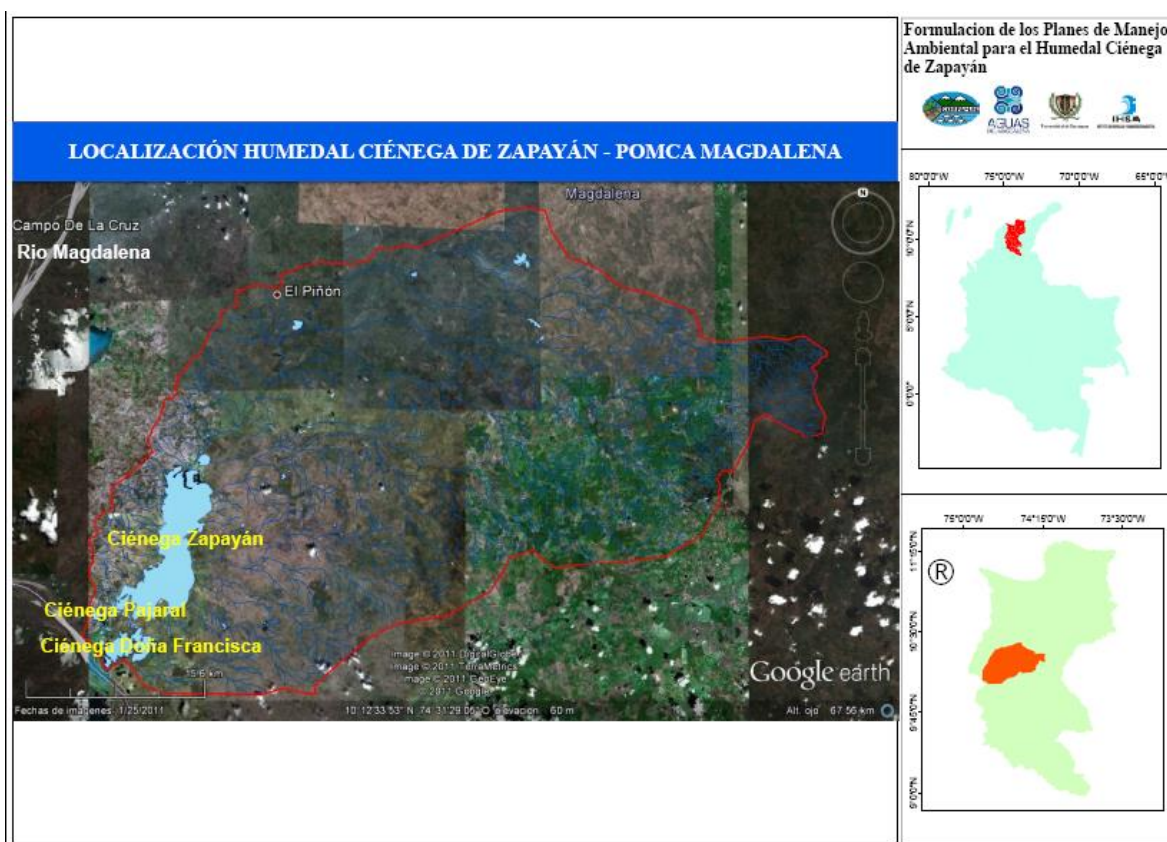 Formulacion de los Planes de Manejo
Ambiental para el Humedal Ciénega
de Zapayán
AGUAS
IHSA
LOCALIZACIÓN HUMEDAL CIÉNEGA DE ZAPAYÁN - POMCA MAGDALENA
Magdalena
N
Campo De La Cruz
Rio Magdalena
El Piñón
Ciénega Zapayán
Ciénega Pajaral
Ciénega Doña Francisca
15.6 km
Image © 2011 DigitalGlobe
Image © 2011 TerraMetrics
Image © 2011 GeoEye
© 2011 Google
Google earth
Fechas de imágenes: 1/25/2011
10°12'33.53" N 74°31'29.05" O elevación 60 m
Alt. ojo 67.56 km
80°0'0"W 75°0'0"W 70°0'0"W 65°0'0"W
10°0'0"N
5°0'0"N
0°0'0"
75°0'0"W 74°15'0"W 73°30'0"W
11°15'0"N
R
10°30'0"N
9°45'0"N
9°0'0"N